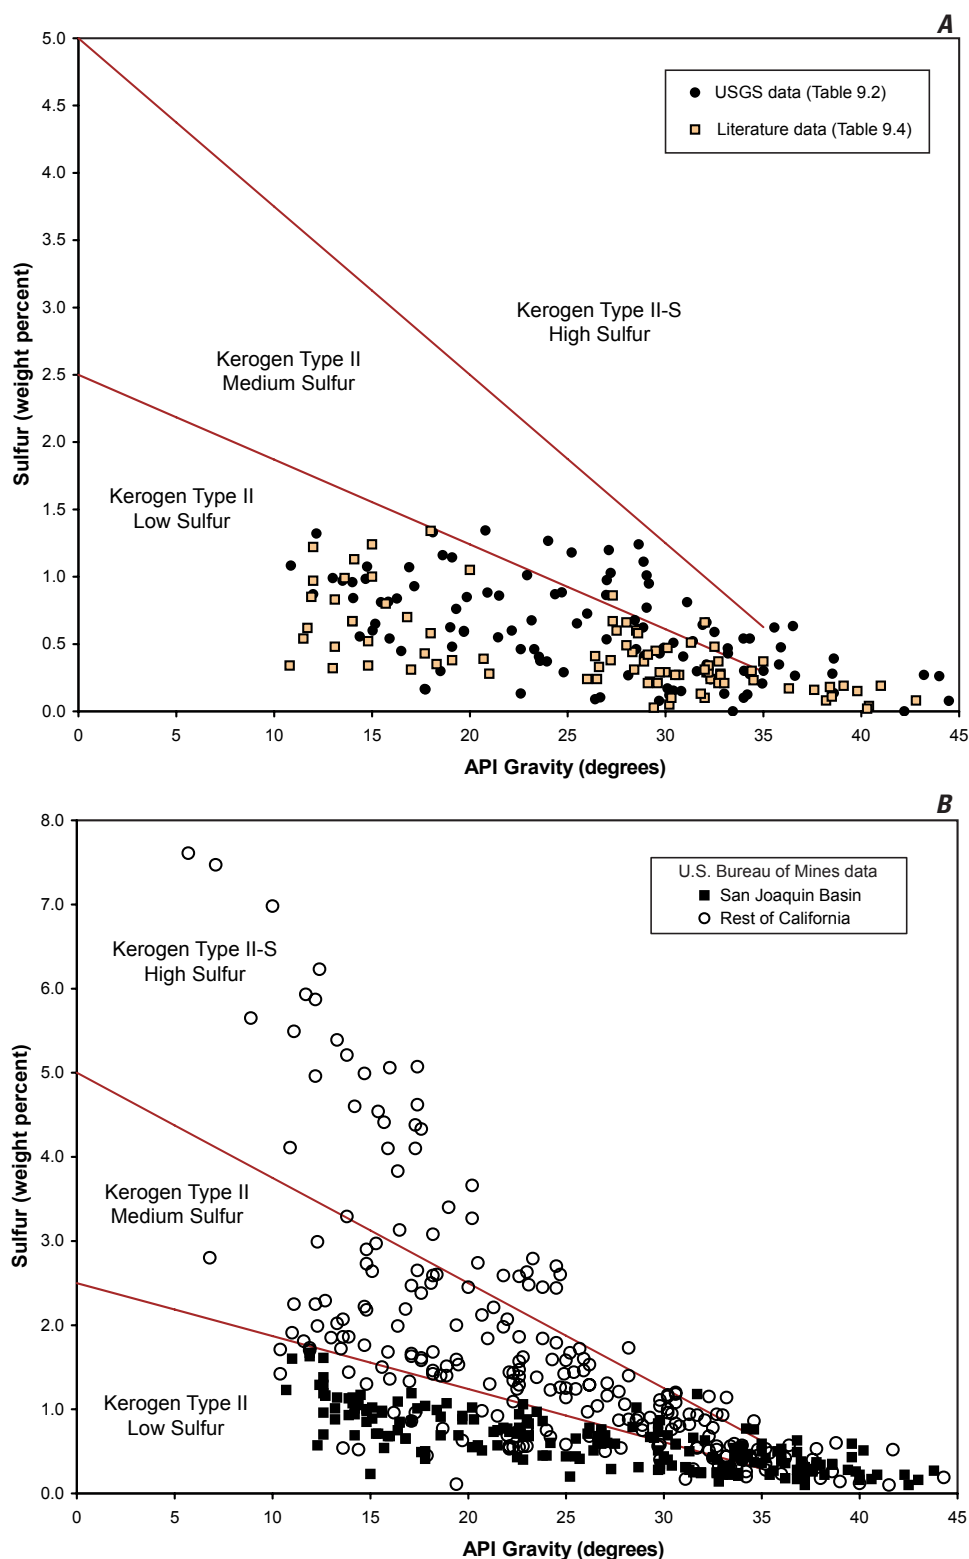 A
5.0
4.5
4.0
3.5
3.0
2.5
2.0
1.5
1.0
0.5
0.0
Sulfur (weight percent)
USGS data (Table 9.2)
Literature data (Table 9.4)
Kerogen Type II-S
High Sulfur
Kerogen Type II
Medium Sulfur
Kerogen Type II
Low Sulfur
0 5 10 15 20 25 30 35 40 45
API Gravity (degrees)
B
8.0
7.0
6.0
5.0
4.0
3.0
2.0
1.0
0.0
Sulfur (weight percent)
U.S. Bureau of Mines data
San Joaquin Basin
Rest of California
Kerogen Type II-S
High Sulfur
Kerogen Type II
Medium Sulfur
Kerogen Type II
Low Sulfur
0 5 10 15 20 25 30 35 40 45
API Gravity (degrees)